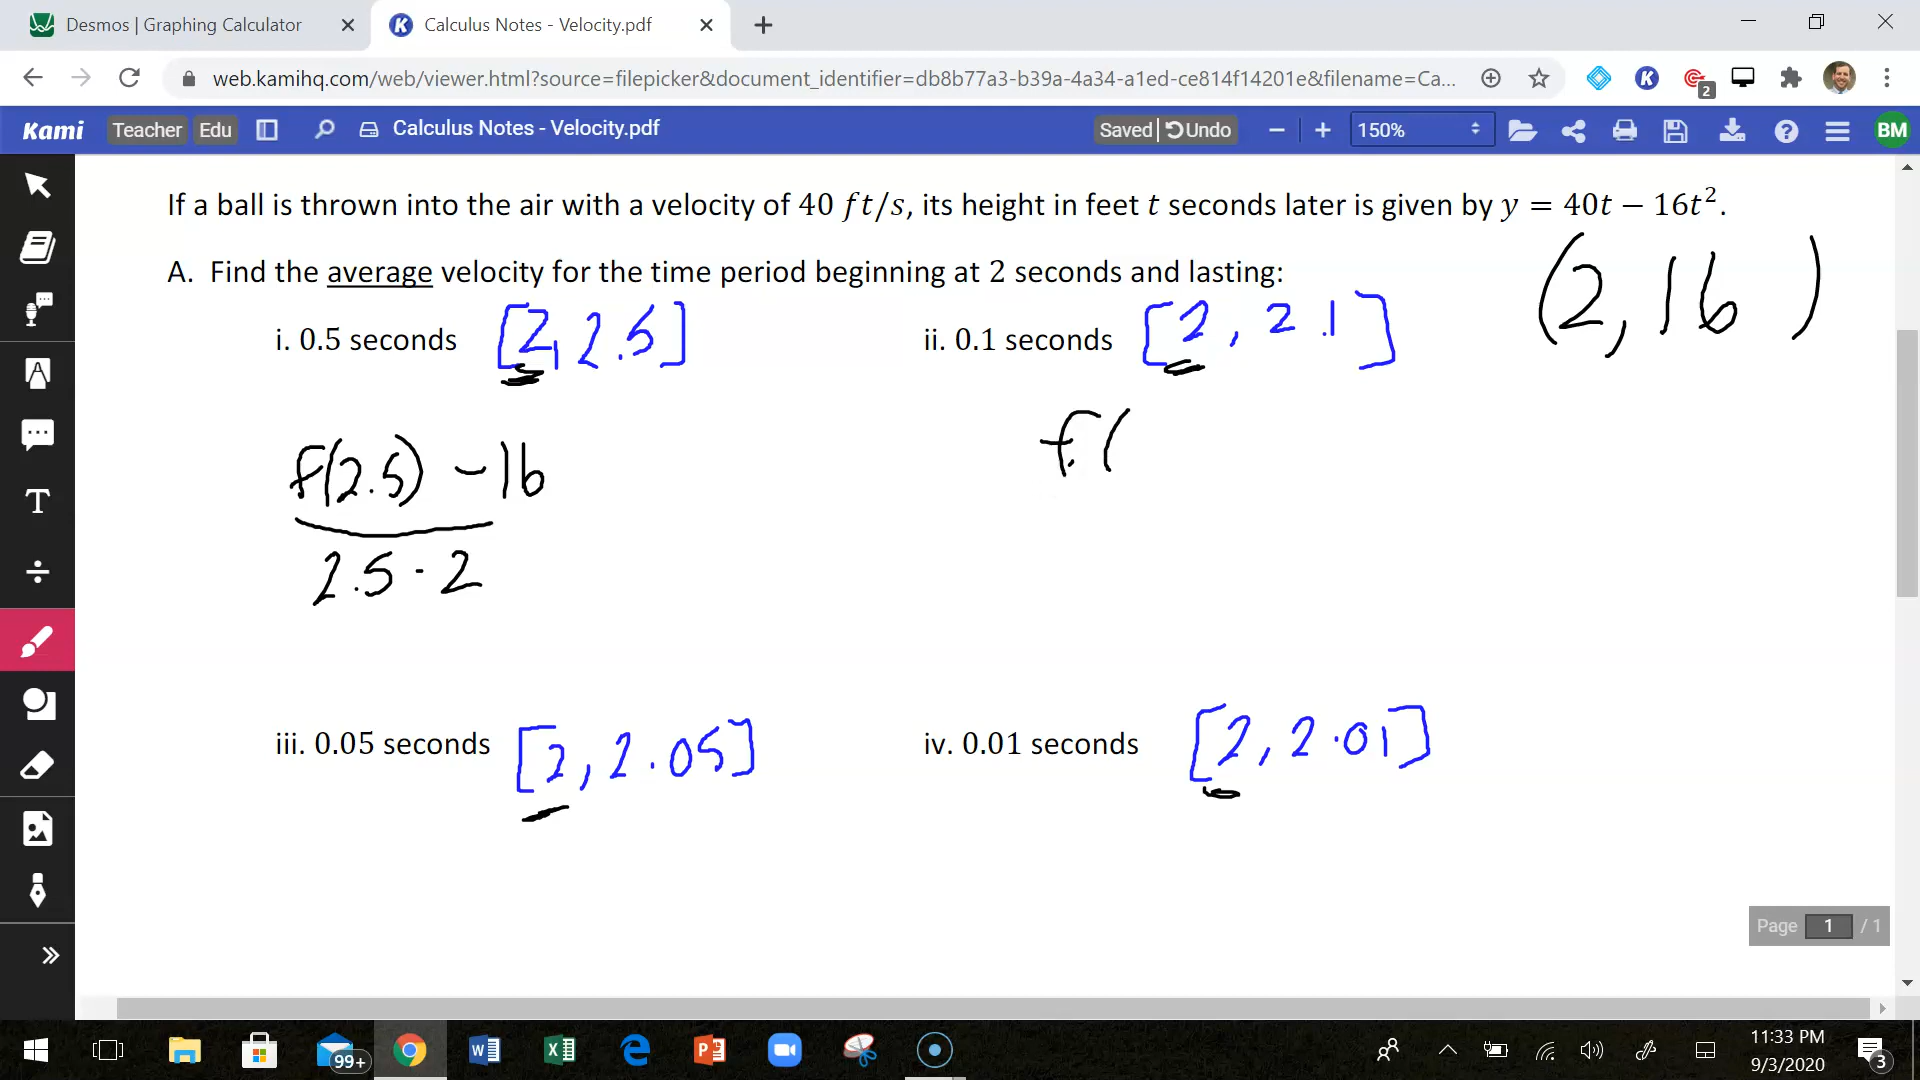 Desmos | Graphing Calculator
Calculus Notes - Velocity.pdf
web.kamihq.com/web/viewer.html?source=filepicker&document_identifier=db8b77a3-b39a-4a34-a1ed-ce814f14201e&filename=Ca...
2
Kami Teacher Edu Calculus Notes - Velocity.pdf Saved Undo 150% BM
If a ball is thrown into the air with a velocity of 40 ft/s, its height in feet t seconds later is given by y = 40t − 16t².
(2, 16 )
A. Find the average velocity for the time period beginning at 2 seconds and lasting:
i. 0.5 seconds [2, 2.5]
ii. 0.1 seconds [2, 2.1]
f(2.5) - 16
2.5 - 2
f(
iii. 0.05 seconds [2, 2.05]
iv. 0.01 seconds [2, 2.01]
Page 1 / 1
99+
11:33 PM
9/3/2020
3